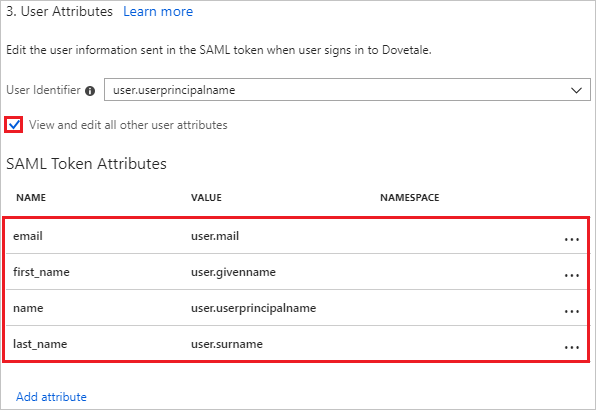 3. User Attributes Learn more
Edit the user information sent in the SAML token when user signs in to Dovetale.
User Identifier user.userprincipalname
View and edit all other user attributes
SAML Token Attributes
NAME VALUE NAMESPACE
email user.mail ...
first_name user.givenname ...
name user.userprincipalname ...
last_name user.surname ...
Add attribute